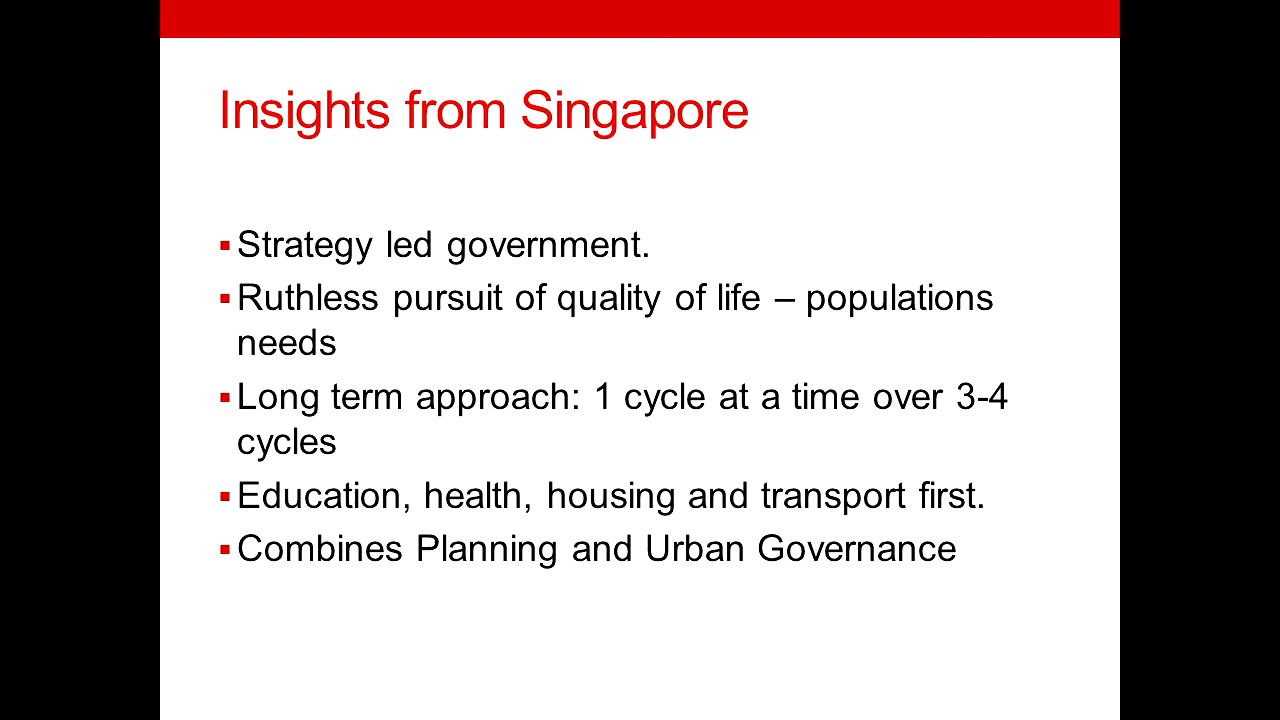 Insights from Singapore
▪Strategy led government.
▪Ruthless pursuit of quality of life – populations
needs
▪Long term approach: 1 cycle at a time over 3-4
cycles
▪Education, health, housing and transport first.
▪Combines Planning and Urban Governance